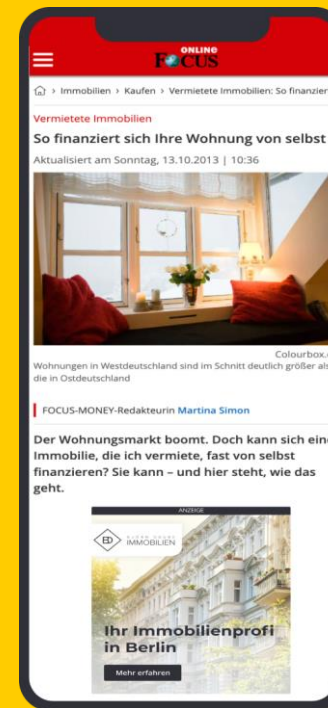 ONLINE
FOCUS
> Immobilien > Kaufen > Vermietete Immobilien: So finanzier
Vermietete Immobilien
So finanziert sich Ihre Wohnung von selbst
Aktualisiert am Sonntag, 13.10.2013 | 10:36
Colourbox.
Wohnungen in Westdeutschland sind im Schnitt deutlich größer als
die in Ostdeutschland
FOCUS-MONEY-Redakteurin Martina Simon
Der Wohnungsmarkt boomt. Doch kann sich eine
Immobilie, die ich vermiete, fast von selbst
finanzieren? Sie kann – und hier steht, wie das
geht.
ANZEIGE
IMMOBILIEN
Ihr Immobilienprofi
in Berlin
Mehr erfahren